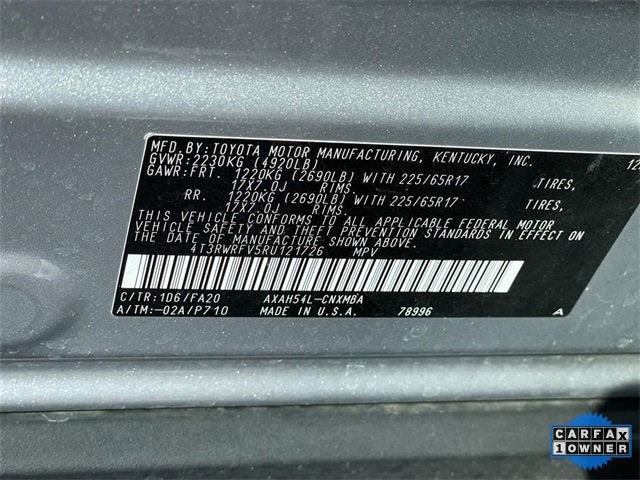 MFD.BY:TOYOTA MOTOR MANUFACTURING, KENTUCKY, INC. 12
GVWR:2230KG (4920LB)
GAWR:FRT. 1220KG (2690LB) WITH 225/65R17 TIRES,
17X7.0J RIMS
RR. 1220KG (2690LB) WITH 225/65R17 TIRES,
17X7.0J RIMS.
THIS VEHICLE CONFORMS TO ALL APPLICABLE FEDERAL MOTOR
VEHICLE SAFETY AND THEFT PREVENTION STANDARDS IN EFFECT ON
THE DATE OF MANUFACTURE SHOWN ABOVE.
4T3RWRFV5RU121726 MPV
C/TR:1D6/FA20 AXAH54L-CNXMBA
A/TM:-02A/P710 MADE IN U.S.A. 78996 A
CARFAX
1 OWNER